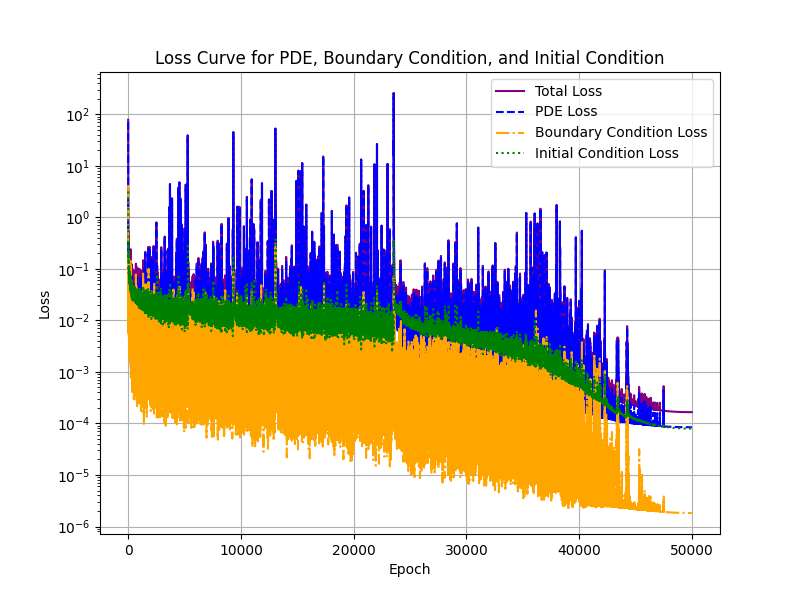 Loss Curve for PDE, Boundary Condition, and Initial Condition
Total Loss
PDE Loss
Boundary Condition Loss
Initial Condition Loss
10²
10¹
10⁰
10⁻¹
10⁻²
10⁻³
10⁻⁴
10⁻⁵
10⁻⁶
Loss
0 10000 20000 30000 40000 50000
Epoch